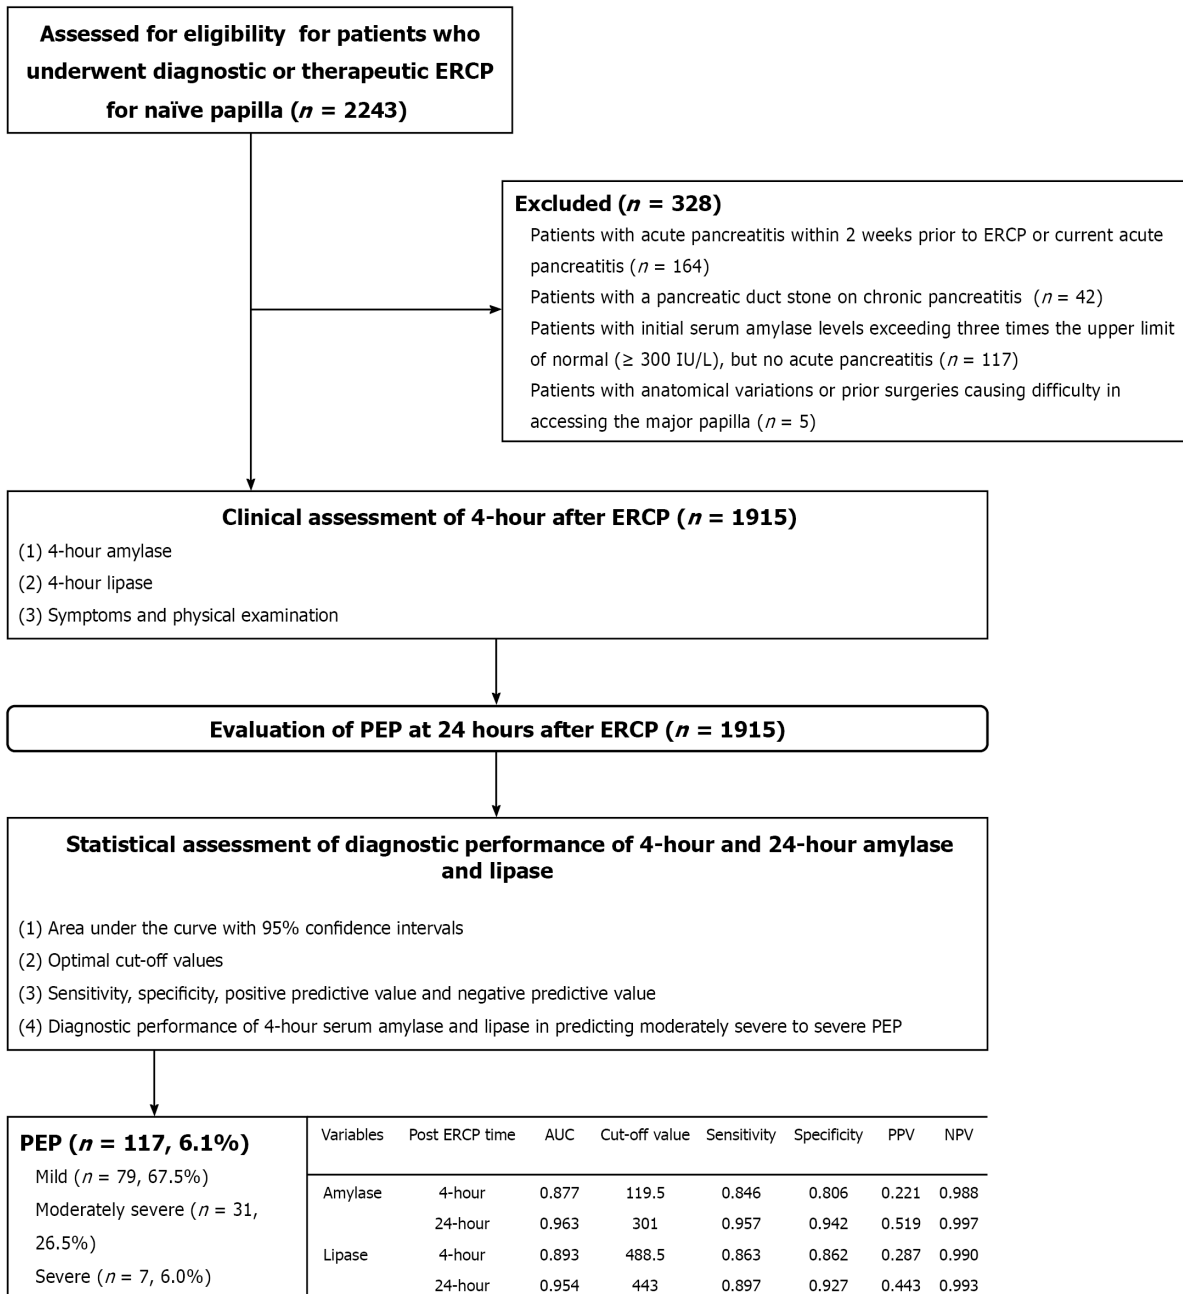 Assessed for eligibility for patients who
underwent diagnostic or therapeutic ERCP
for naïve papilla (n = 2243)
Excluded (n = 328)
Patients with acute pancreatitis within 2 weeks prior to ERCP or current acute
pancreatitis (n = 164)
Patients with a pancreatic duct stone on chronic pancreatitis (n = 42)
Patients with initial serum amylase levels exceeding three times the upper limit
of normal (≥ 300 IU/L), but no acute pancreatitis (n = 117)
Patients with anatomical variations or prior surgeries causing difficulty in
accessing the major papilla (n = 5)
Clinical assessment of 4-hour after ERCP (n = 1915)
(1) 4-hour amylase
(2) 4-hour lipase
(3) Symptoms and physical examination
Evaluation of PEP at 24 hours after ERCP (n = 1915)
Statistical assessment of diagnostic performance of 4-hour and 24-hour amylase
and lipase
(1) Area under the curve with 95% confidence intervals
(2) Optimal cut-off values
(3) Sensitivity, specificity, positive predictive value and negative predictive value
(4) Diagnostic performance of 4-hour serum amylase and lipase in predicting moderately severe to severe PEP
PEP (n = 117, 6.1%)
Mild (n = 79, 67.5%)
Moderately severe (n = 31,
26.5%)
Severe (n = 7, 6.0%)
Variables Post ERCP time AUC Cut-off value Sensitivity Specificity PPV NPV
Amylase 4-hour 0.877 119.5 0.846 0.806 0.221 0.988
24-hour 0.963 301 0.957 0.942 0.519 0.997
Lipase 4-hour 0.893 488.5 0.863 0.862 0.287 0.990
24-hour 0.954 443 0.897 0.927 0.443 0.993